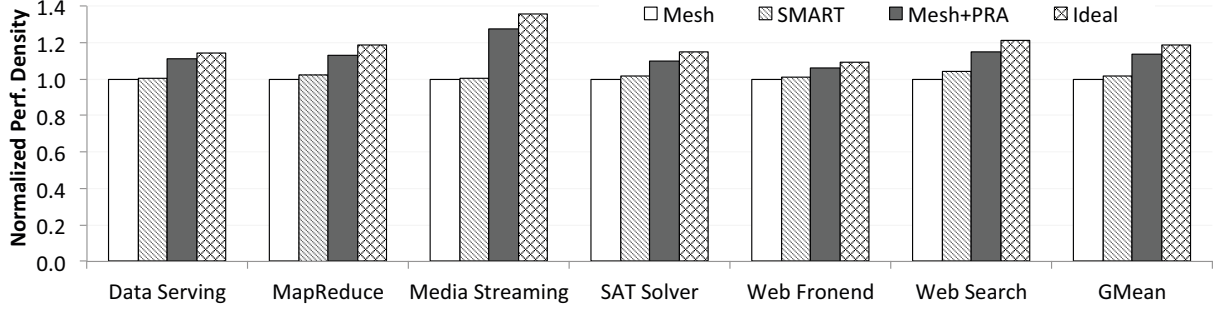 Normalized Perf. Density
1.4
1.2
1.0
0.8
0.6
0.4
0.2
0.0
Mesh SMART Mesh+PRA Ideal
Data Serving MapReduce Media Streaming SAT Solver Web Fronend Web Search GMean